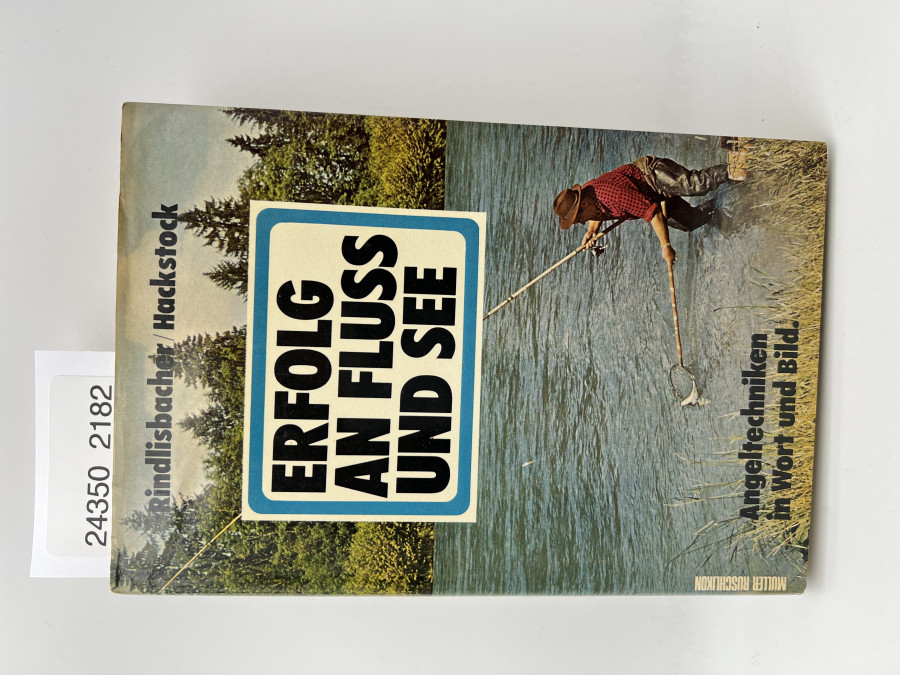 24350 2182
Rindlisbacher/Hackstock
ERFOLG
AN FLUSS
UND SEE
Angeltechniken
in Wort und Bild.
MÜLLER RÜSCHLIKON